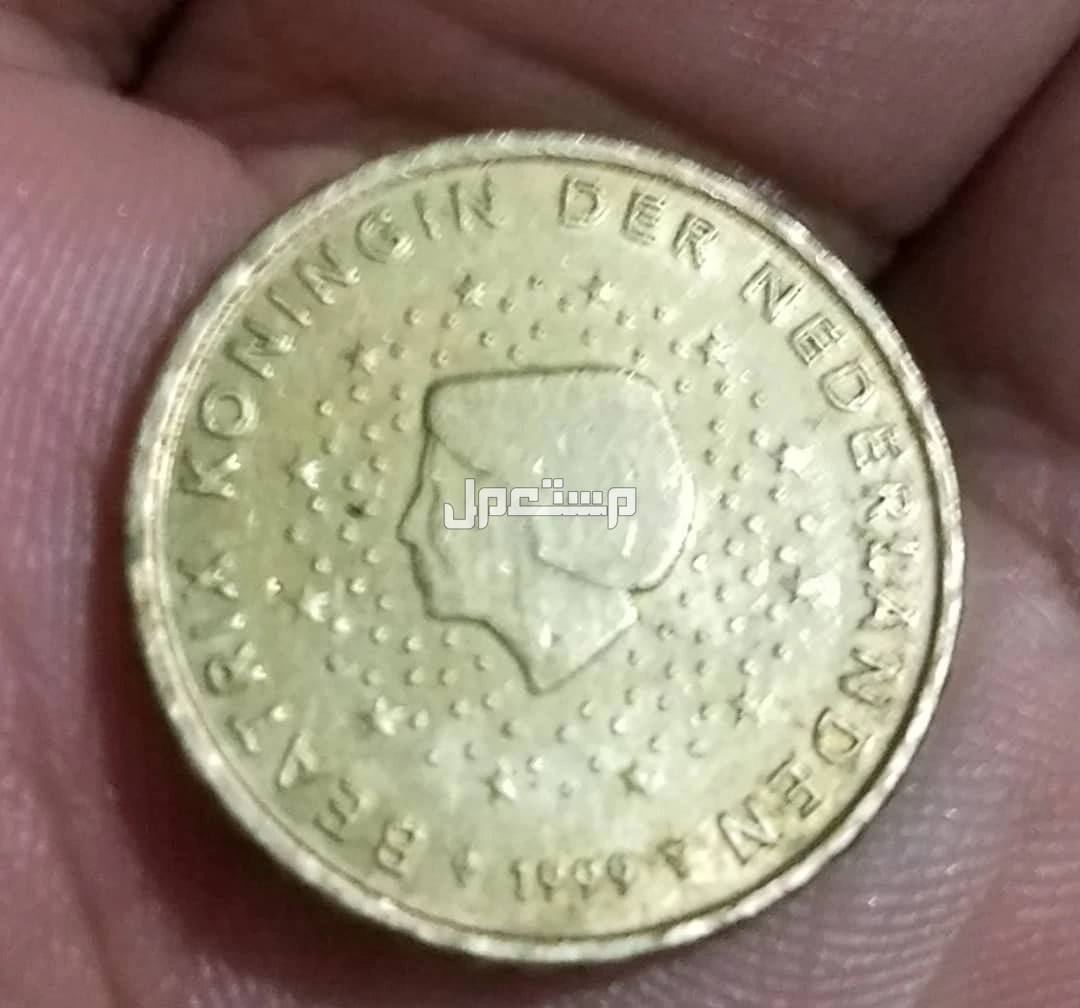 BEATRIX KONINGIN DER NEDERLANDEN
1999
مستعمل